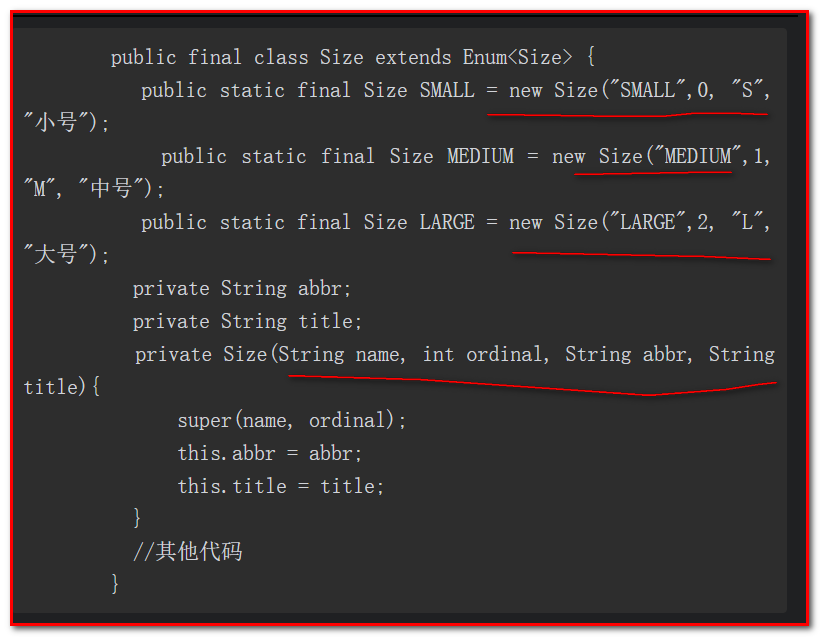 public final class Size extends Enum<Size> {
public static final Size SMALL = new Size("SMALL",0, "S",
"小号");
public static final Size MEDIUM = new Size("MEDIUM",1,
"M", "中号");
public static final Size LARGE = new Size("LARGE",2, "L",
"大号");
private String abbr;
private String title;
private Size(String name, int ordinal, String abbr, String
title){
super(name, ordinal);
this.abbr = abbr;
this.title = title;
}
//其他代码
}